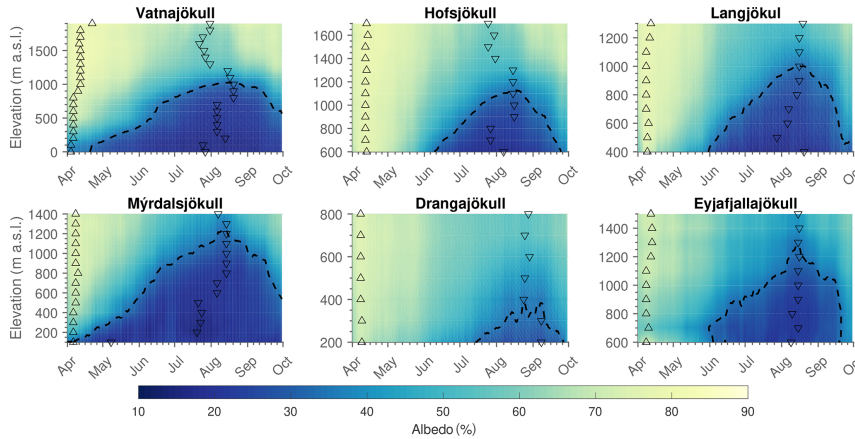 Vatnajökull Hofsjökull Langjökul
Elevation (m a.s.l.)
1500
1000
500
0
Apr May Jun Jul Aug Sep Oct
1600
1400
1200
1000
800
600
Apr May Jun Jul Aug Sep Oct
1200
1000
800
600
400
Apr May Jun Jul Aug Sep Oct
Mýrdalsjökull Drangajökull Eyjafjallajökull
Elevation (m a.s.l.)
1400
1200
1000
800
600
400
200
Apr May Jun Jul Aug Sep Oct
800
600
400
200
Apr May Jun Jul Aug Sep Oct
1400
1200
1000
800
600
Apr May Jun Jul Aug Sep Oct
10 20 30 40 50 60 70 80 90
Albedo (%)